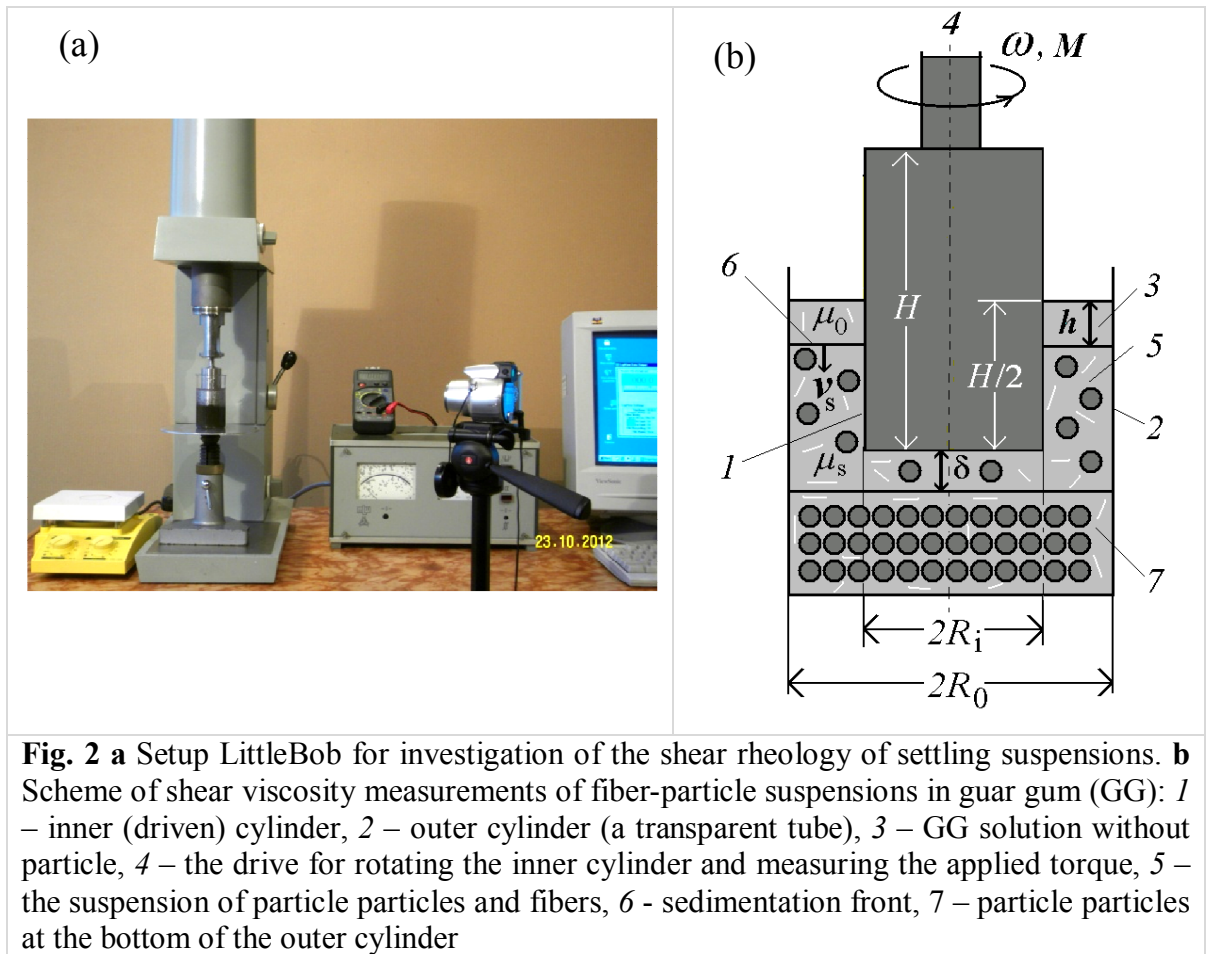 (a)
23.10.2012
(b)
4
ω, M
6
3
μ₀
h
H
5
H/2
vₛ
2
μₛ
1
δ
7
2Rᵢ
2R₀
Fig. 2 a Setup LittleBob for investigation of the shear rheology of settling suspensions. b
Scheme of shear viscosity measurements of fiber-particle suspensions in guar gum (GG): 1
– inner (driven) cylinder, 2 – outer cylinder (a transparent tube), 3 – GG solution without
particle, 4 – the drive for rotating the inner cylinder and measuring the applied torque, 5 –
the suspension of particle particles and fibers, 6 - sedimentation front, 7 – particle particles
at the bottom of the outer cylinder